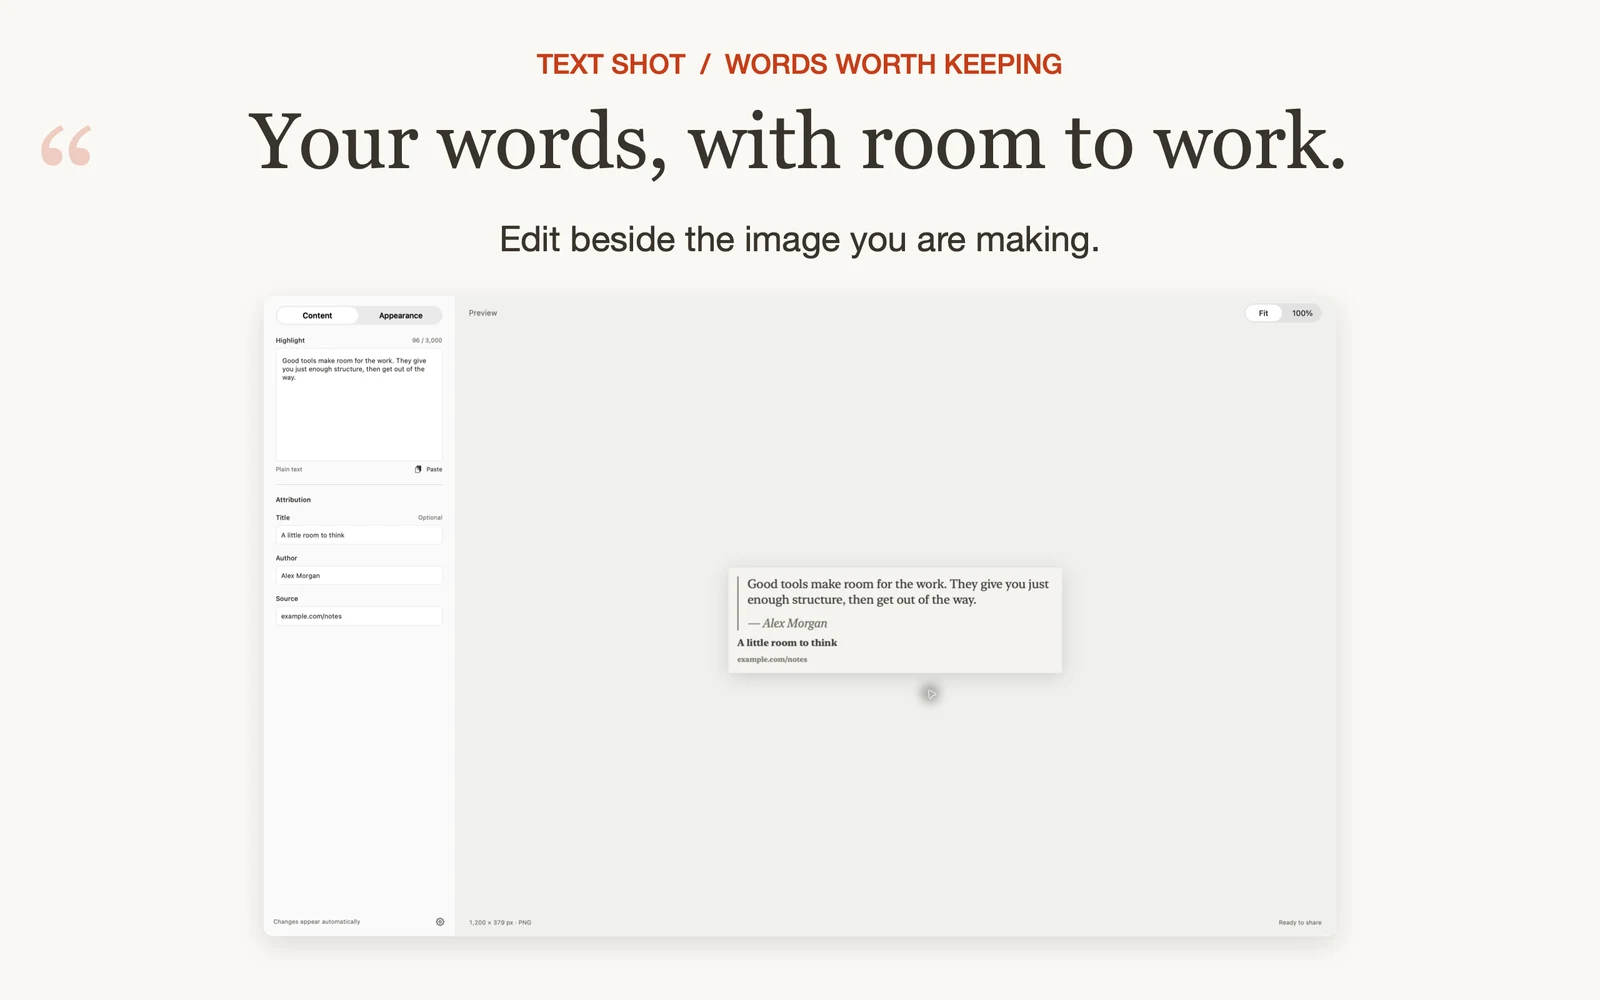 TEXT SHOT / WORDS WORTH KEEPING
“
Your words, with room to work.
Edit beside the image you are making.
Content Appearance
Highlight 96 / 3,000
Good tools make room for the work. They give
you just enough structure, then get out of the
way.
Plain text Paste
Attribution
Title Optional
A little room to think
Author
Alex Morgan
Source
example.com/notes
Changes appear automatically
Preview Fit 100%
Good tools make room for the work. They give you just
enough structure, then get out of the way.
— Alex Morgan
A little room to think
example.com/notes
1,200 × 379 px · PNG Ready to share